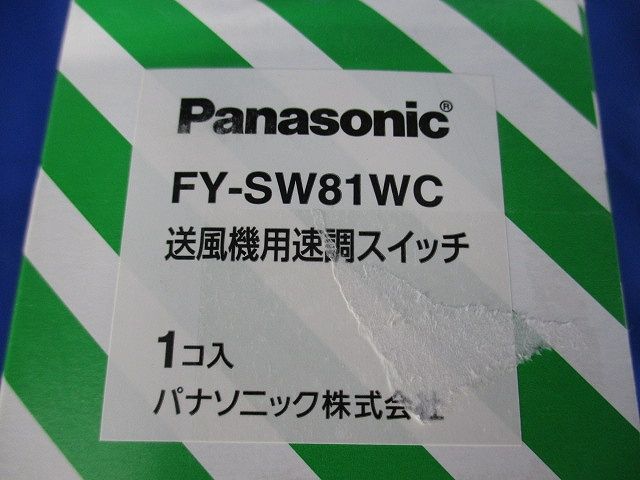 Panasonic®
FY-SW81WC
送風機用速調スイッチ
1コ入
パナソニック株式会社